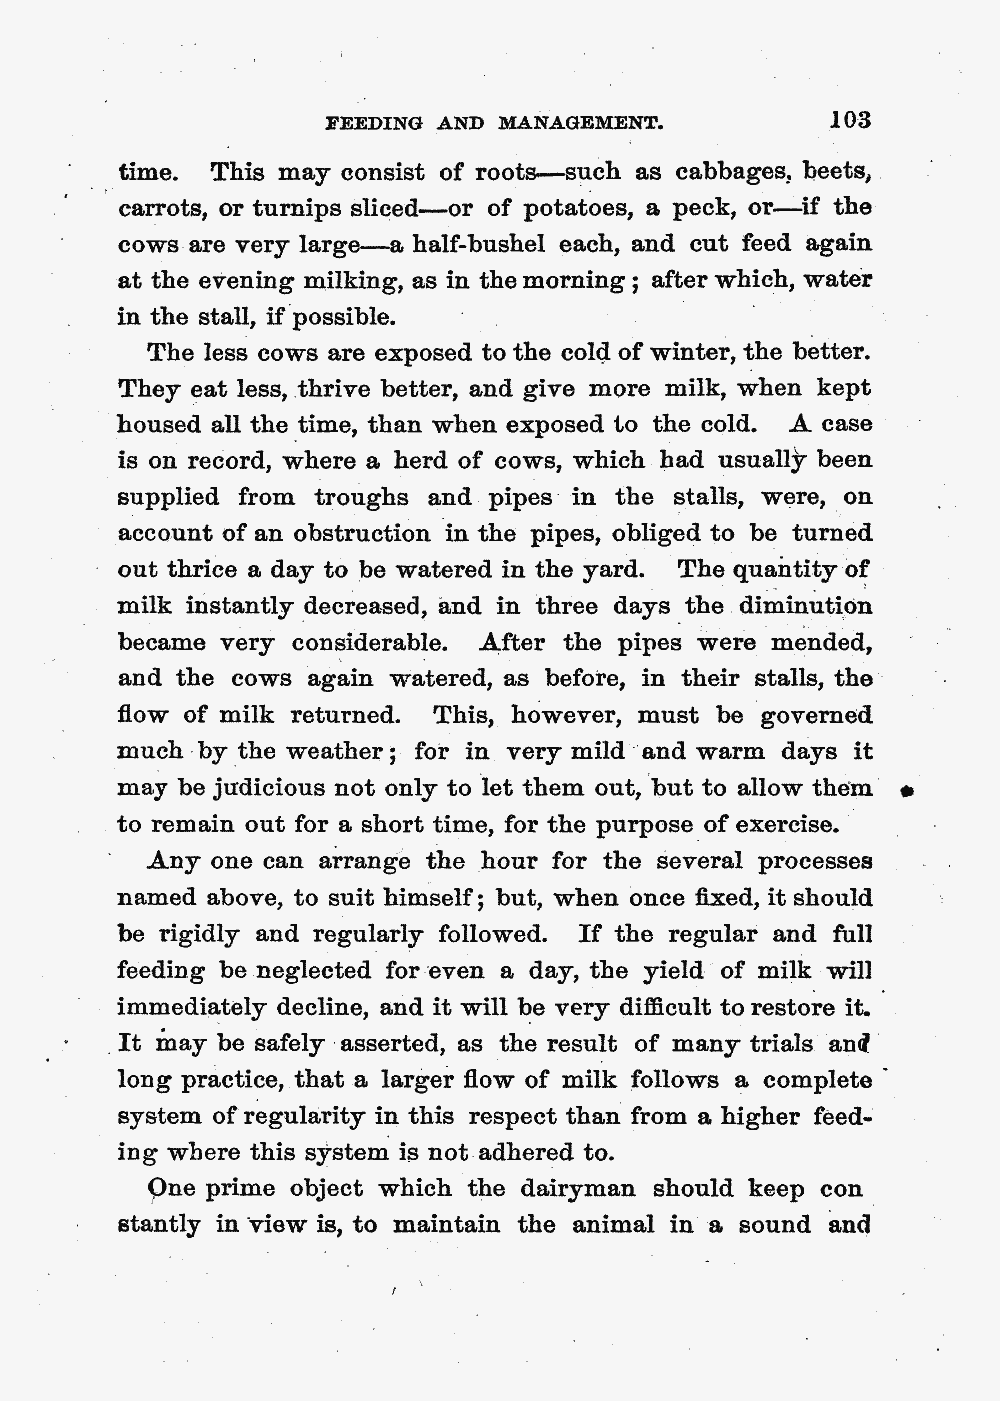 FEEDING AND MANAGEMENT. 103
time. This may consist of roots—such as cabbages, beets,
carrots, or turnips sliced—or of potatoes, a peck, or—if the
cows are very large—a half-bushel each, and cut feed again
at the evening milking, as in the morning; after which, water
in the stall, if possible.
The less cows are exposed to the cold of winter, the better.
They eat less, thrive better, and give more milk, when kept
housed all the time, than when exposed to the cold. A case
is on record, where a herd of cows, which had usually been
supplied from troughs and pipes in the stalls, were, on
account of an obstruction in the pipes, obliged to be turned
out thrice a day to be watered in the yard. The quantity of
milk instantly decreased, and in three days the diminution
became very considerable. After the pipes were mended,
and the cows again watered, as before, in their stalls, the
flow of milk returned. This, however, must be governed
much by the weather; for in very mild and warm days it
may be judicious not only to let them out, but to allow them
to remain out for a short time, for the purpose of exercise.
Any one can arrange the hour for the several processes
named above, to suit himself; but, when once fixed, it should
be rigidly and regularly followed. If the regular and full
feeding be neglected for even a day, the yield of milk will
immediately decline, and it will be very difficult to restore it.
It may be safely asserted, as the result of many trials and
long practice, that a larger flow of milk follows a complete
system of regularity in this respect than from a higher feed-
ing where this system is not adhered to.
One prime object which the dairyman should keep con
stantly in view is, to maintain the animal in a sound and